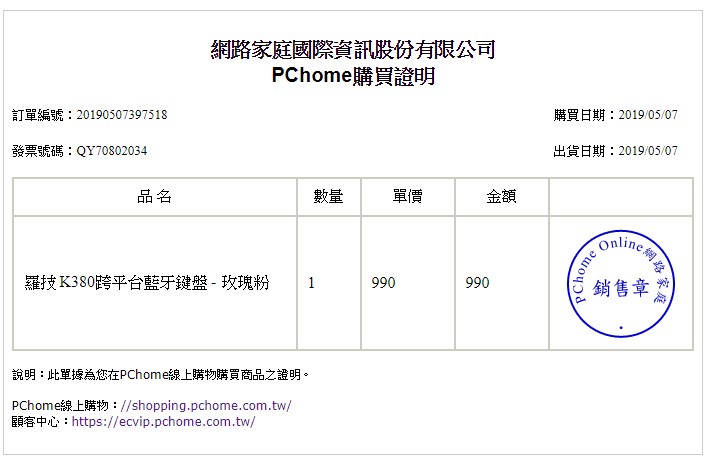 網路家庭國際資訊股份有限公司
PChome購買證明
訂單編號：20190507397518 購買日期：2019/05/07
發票號碼：QY70802034 出貨日期：2019/05/07
品 名 數量 單價 金額
羅技 K380跨平台藍牙鍵盤 - 玫瑰粉 1 990 990
PChome Online網路家庭
銷售章
說明：此單據為您在PChome線上購物購買商品之證明。
PChome線上購物：//shopping.pchome.com.tw/
顧客中心：https://ecvip.pchome.com.tw/